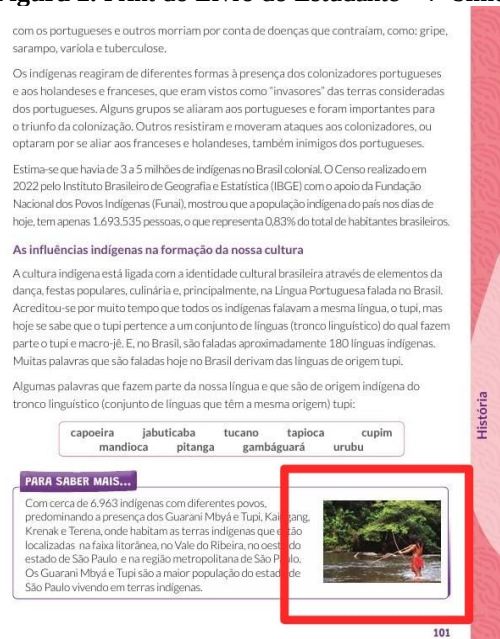 com os portugueses e outros morriam por conta de doenças que contraíam, como: gripe,
sarampo, varíola e tuberculose.
Os indígenas reagiram de diferentes formas à presença dos colonizadores portugueses
e aos holandeses e franceses, que eram vistos como "invasores" das terras consideradas
dos portugueses. Alguns grupos se aliaram aos portugueses e foram importantes para
o triunfo da colonização. Outros resistiram e moveram ataques aos colonizadores, ou
optaram por se aliar aos franceses e holandeses, também inimigos dos portugueses.
Estima-se que havia de 3 a 5 milhões de indígenas no Brasil colonial. O Censo realizado em
2022 pelo Instituto Brasileiro de Geografia e Estatística (IBGE) com o apoio da Fundação
Nacional dos Povos Indígenas (Funai), mostrou que a população indígena do país nos dias de
hoje, tem apenas 1.693.535 pessoas, o que representa 0,83% do total de habitantes brasileiros.
As influências indígenas na formação da nossa cultura
A cultura indígena está ligada com a identidade cultural brasileira através de elementos da
dança, festas populares, culinária e, principalmente, na Língua Portuguesa falada no Brasil.
Acreditou-se por muito tempo que todos os indígenas falavam a mesma língua, o tupi, mas
hoje se sabe que o tupi pertence a um conjunto de línguas (tronco linguístico) do qual fazem
parte o tupi e macro-jê. E, no Brasil, são faladas aproximadamente 180 línguas indígenas.
Muitas palavras que são faladas hoje no Brasil derivam das línguas de origem tupi.
Algumas palavras que fazem parte da nossa língua e que são de origem indígena do
tronco linguístico (conjunto de línguas que têm a mesma origem) tupi:
capoeira jabuticaba tucano tapioca cupim
mandioca pitanga gambáguará urubu
PARA SABER MAIS...
Com cerca de 6.963 indígenas com diferentes povos,
predominando a presença dos Guarani Mbyá e Tupi, Kaingang,
Krenak e Terena, onde habitam as terras indígenas que estão
localizadas na faixa litorânea, no Vale do Ribeira, no oeste do
estado de São Paulo e na região metropolitana de São Paulo.
Os Guarani Mbyá e Tupi são a maior população do estado de
São Paulo vivendo em terras indígenas.
História
101